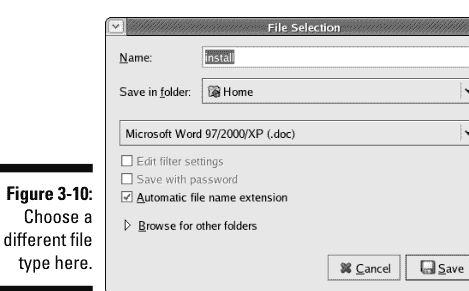 File Selection
Name: install
Save in folder: Home
Microsoft Word 97/2000/XP (.doc)
Edit filter settings
Save with password
Automatic file name extension
Browse for other folders
Cancel Save
Figure 3-10:
Choose a
different file
type here.